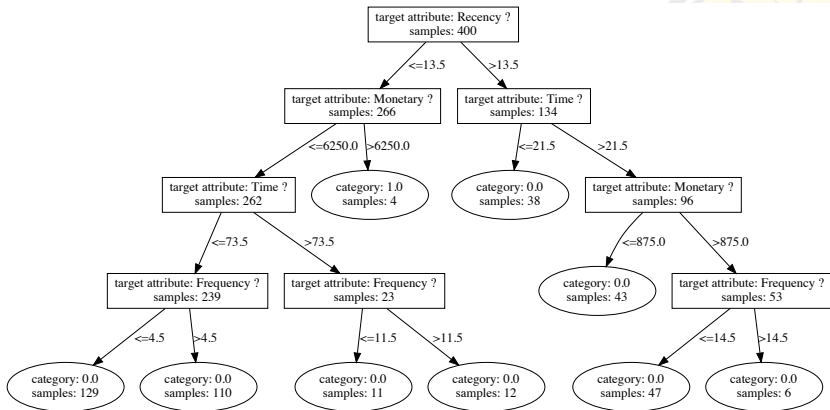 target attribute: Recency ?
samples: 400
<=13.5
>13.5
target attribute: Monetary ?
samples: 266
target attribute: Time ?
samples: 134
<=6250.0
>6250.0
<=21.5
>21.5
target attribute: Time ?
samples: 262
category: 1.0
samples: 4
category: 0.0
samples: 38
target attribute: Monetary ?
samples: 96
<=73.5
>73.5
<=875.0
>875.0
target attribute: Frequency ?
samples: 239
target attribute: Frequency ?
samples: 23
category: 0.0
samples: 43
target attribute: Frequency ?
samples: 53
<=4.5
>4.5
<=11.5
>11.5
<=14.5
>14.5
category: 0.0
samples: 129
category: 0.0
samples: 110
category: 0.0
samples: 11
category: 0.0
samples: 12
category: 0.0
samples: 47
category: 0.0
samples: 6